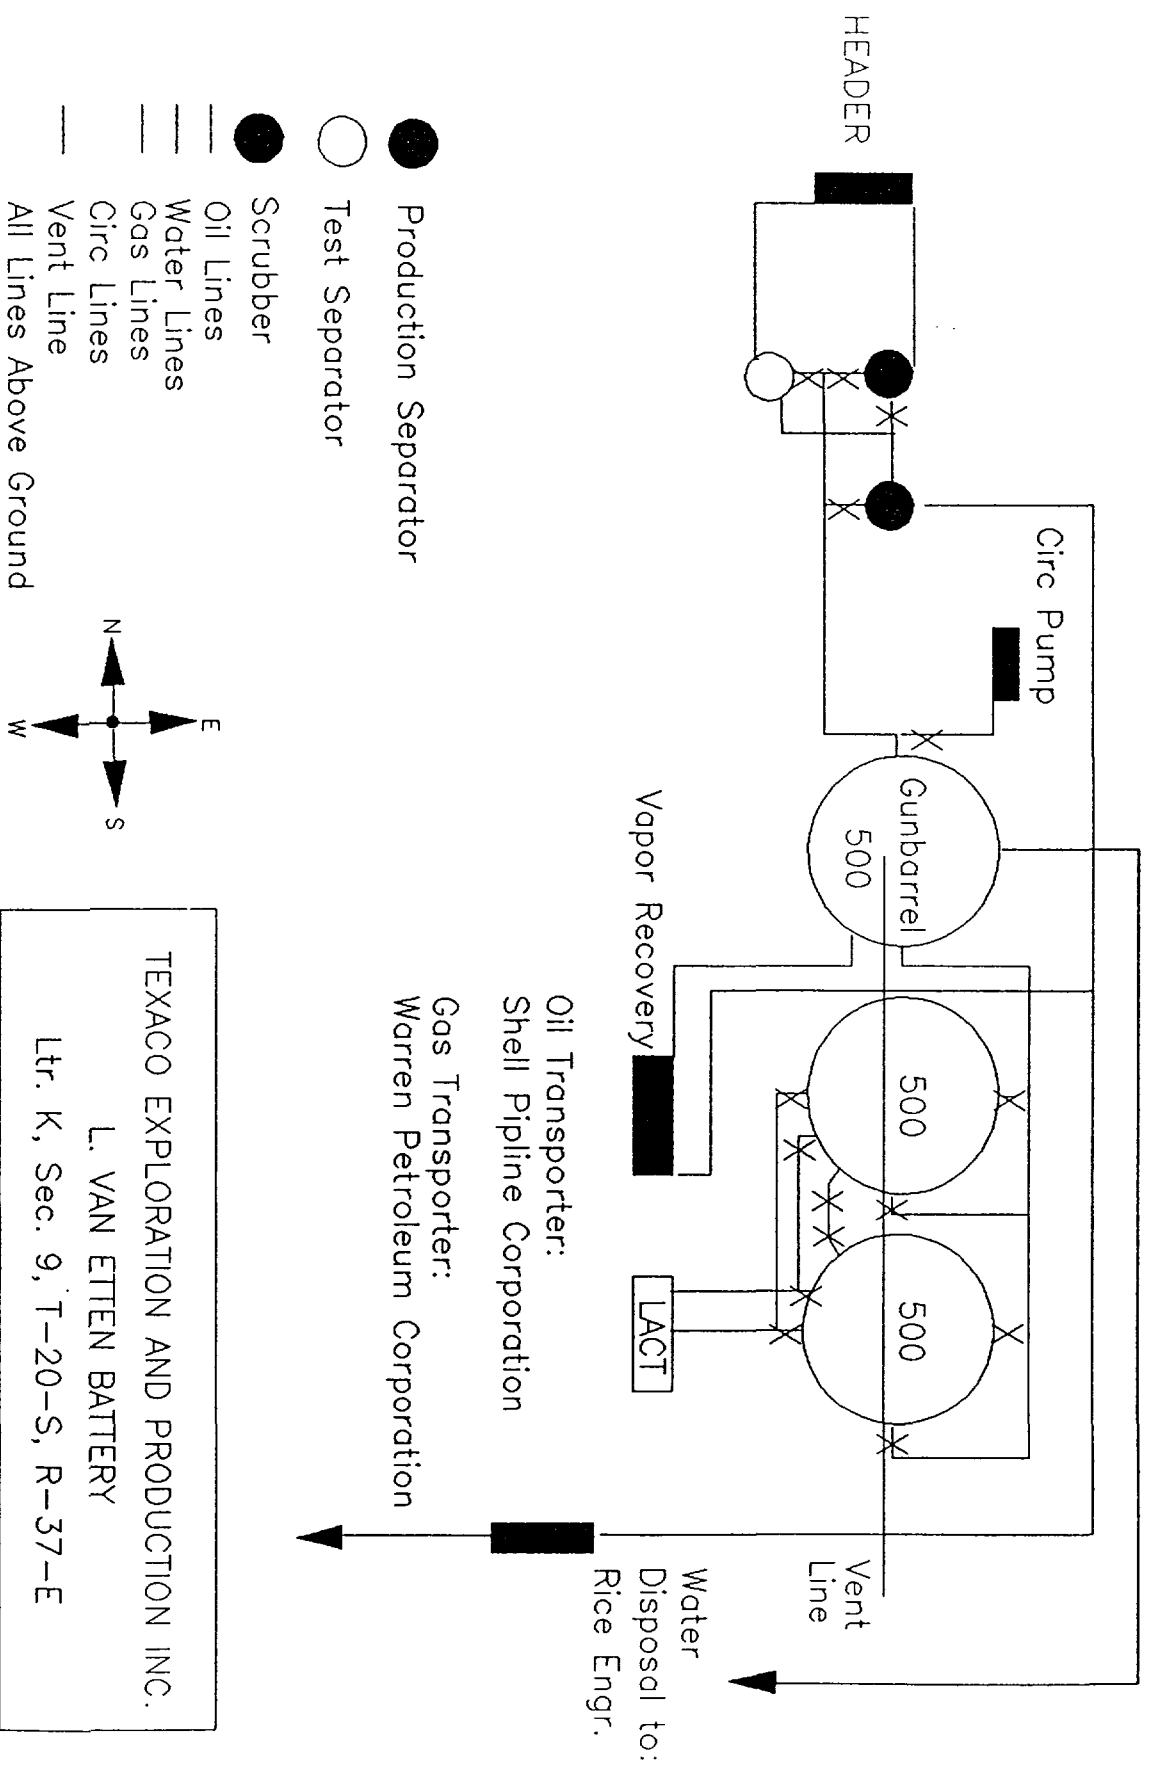 HEADER
Circ Pump
Gunbarrel
500
500
500
Vapor Recovery
LACT
Vent
Line
Water
Disposal to:
Rice Engr.
Oil Transporter:
Shell Pipline Corporation
Gas Transporter:
Warren Petroleum Corporation
Production Separator
Test Separator
Scrubber
Oil Lines
Water Lines
Gas Lines
Circ Lines
Vent Line
All Lines Above Ground
N
E
S
W
TEXACO EXPLORATION AND PRODUCTION INC.
L. VAN ETTEN BATTERY
Ltr. K, Sec. 9, T-20-S, R-37-E